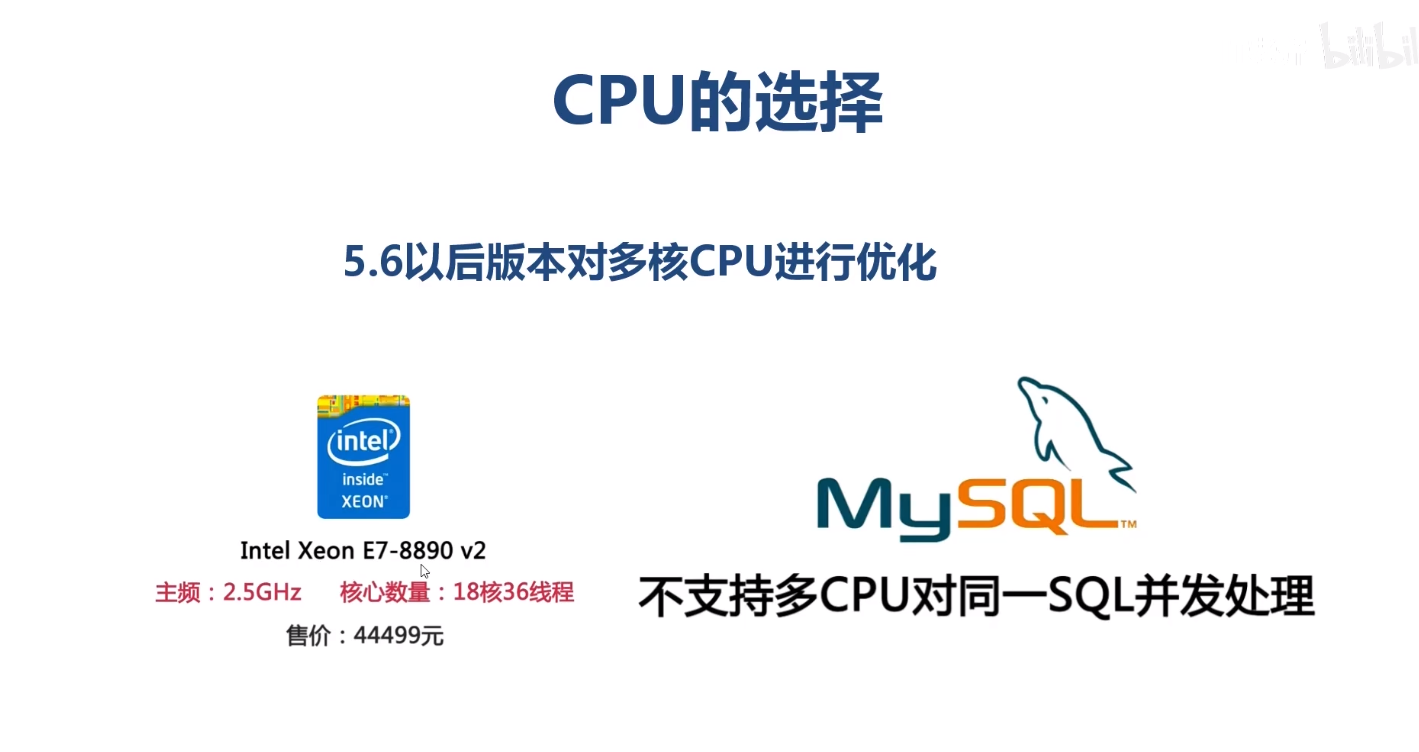 bilibil
CPU的选择
5.6以后版本对多核CPU进行优化
intel
inside™
XEON®
MySQL™
Intel Xeon E7-8890 v2
主频：2.5GHz 核心数量：18核36线程
售价：44499元
不支持多CPU对同一SQL并发处理